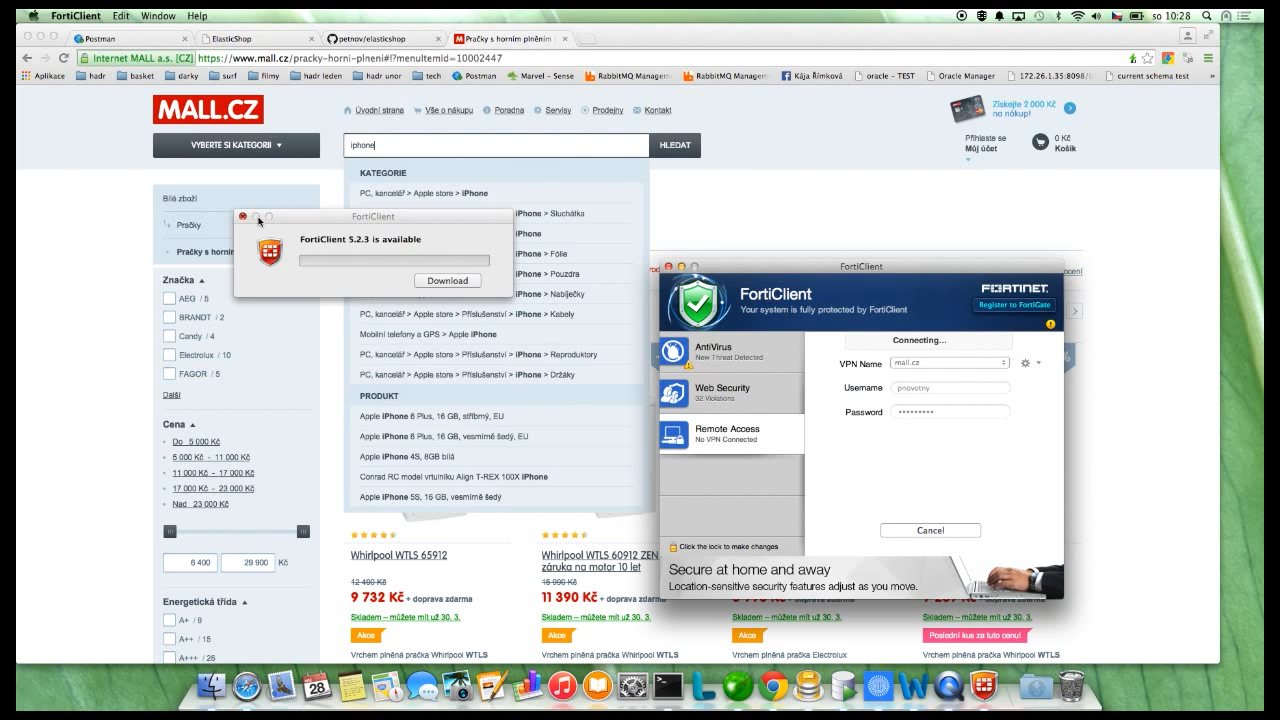 FortiClient Edit Window Help
so 10:28
Postman
ElasticShop
petnov/elasticshop
Pračky s horním plněním
Internet MALL a.s. [CZ] https://www.mall.cz/pracky-horni-plneni#!?menuItemId=10002447
Aplikace hadr basket darky surf filmy hadr leden hadr unor tech Postman Marvel - Sense RabbitMQ Managem RabbitMQ Managem Kája Římková oracle - TEST Oracle Manager 172.26.1.35:8098/ current schema test »
MALL.CZ
Úvodní strana Vše o nákupu Poradna Servisy Prodejny Kontakt
Získejte 2 000 Kč
na nákup!
VYBERTE SI KATEGORII
iphone
HLEDAT
Přihlaste se
Můj účet
0 Kč
Košík
KATEGORIE
PC, kancelář > Apple store > iPhone
iPhone > Sluchátka
iPhone
iPhone > Fólie
iPhone > Pouzdra
iPhone > Nabíječky
PC, kancelář > Apple store > Příslušenství > iPhone > Kabely
Mobilní telefony a GPS > Apple iPhone
PC, kancelář > Apple store > Příslušenství > iPhone > Reproduktory
PC, kancelář > Apple store > Příslušenství > iPhone > Držáky
PRODUKT
Apple iPhone 6 Plus, 16 GB, stříbrný, EU
Apple iPhone 6 Plus, 16 GB, vesmírně šedý, EU
Apple iPhone 4S, 8GB bílá
Conrad RC model vrtulníku Align T-REX 100X iPhone
Apple iPhone 5S, 16 GB, vesmírně šedý
Bílé zboží
Pračky
Pračky s horním
FortiClient
FortiClient 5.2.3 is available
Download
Značka
AEG / 5
BRANDT / 2
Candy / 4
Electrolux / 10
FAGOR / 5
Další
Cena
Do 5 000 Kč
5 000 Kč - 11 000 Kč
11 000 Kč - 17 000 Kč
17 000 Kč - 23 000 Kč
Nad 23 000 Kč
6 400
29 900 Kč
Energetická třída
A+ / 9
A++ / 15
A+++ / 26
FortiClient
FortiClient
Your system is fully protected by FortiClient
FORTINET
Register to FortiGate
AntiVirus
New Threat Detected
Web Security
32 Violations
Remote Access
No VPN Connected
Connecting...
VPN Name mall.cz
Username pnovotny
Password •••••••••
Cancel
Click the lock to make changes
Secure at home and away
Location-sensitive security features adjust as you move.
Whirlpool WTLS 65912
12 490 Kč
9 732 Kč + doprava zdarma
Skladem – můžete mít už 30. 3.
Akce
Vrchem plněná pračka Whirlpool WTLS
Whirlpool WTLS 60912 ZEN
záruka na motor 10 let
15 990 Kč
11 390 Kč + doprava zdarma
Skladem – můžete mít už 30. 3.
Akce
Vrchem plněná pračka Whirlpool WTLS
Skladem – můžete mít už 30. 3.
Akce
Vrchem plněná pračka Electrolux
Skladem – můžete mít už 30. 3.
Poslední kus za tuto cenu!
Vrchem plněná pračka Whirlpool WTLS
28